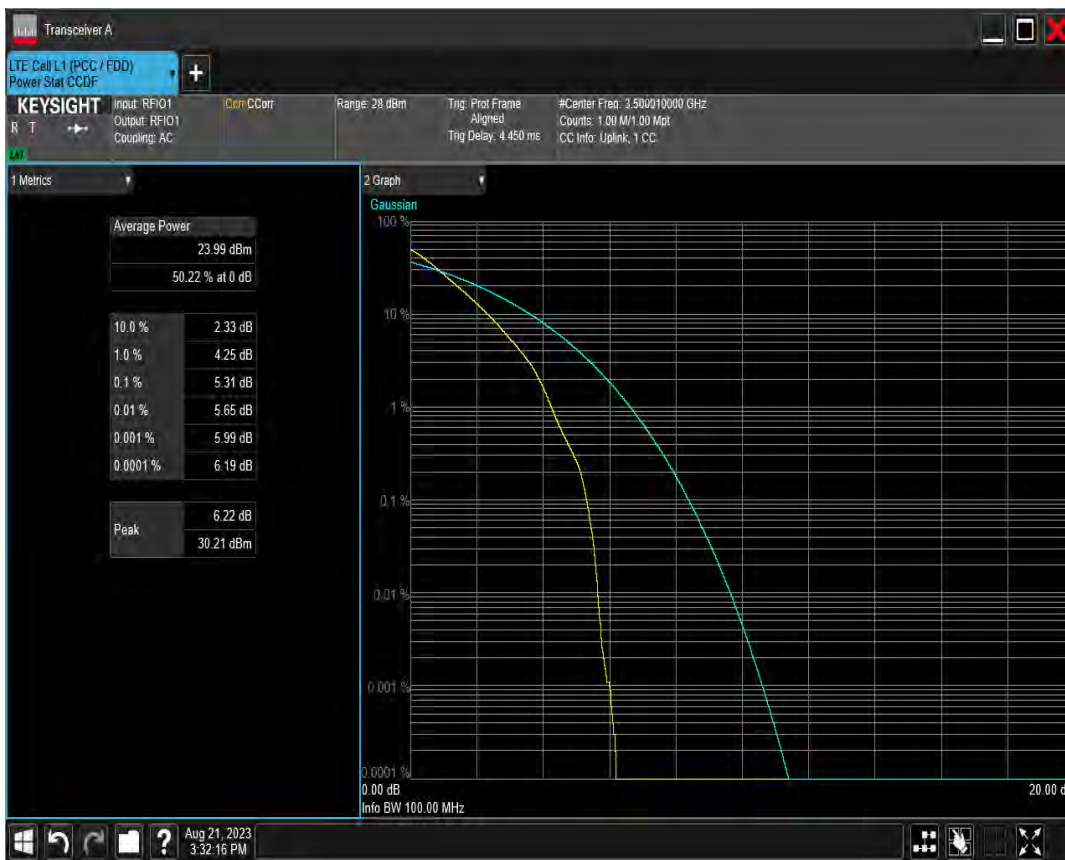 Transceiver A
LTE Cell L1 (PCC / FDD)
Power Stat CCDF
+
KEYSIGHT
R T
LXI
Input: RFIO1
Output: RFIO1
Coupling: AC
Corr CCorr
Range: 28 dBm
Trig: Prot Frame
Aligned
Trig Delay: 4.450 ms
#Center Freq: 3.500010000 GHz
Counts: 1.00 M/1.00 Mpt
CC Info: Uplink, 1 CC
1 Metrics
Average Power
23.99 dBm
50.22 % at 0 dB
10.0 % 2.33 dB
1.0 % 4.25 dB
0.1 % 5.31 dB
0.01 % 5.65 dB
0.001 % 5.99 dB
0.0001 % 6.19 dB
Peak
6.22 dB
30.21 dBm
2 Graph
Gaussian
100 %
10 %
1 %
0.1 %
0.01 %
0.001 %
0.0001 %
0.00 dB
20.00 d
Info BW 100.00 MHz
?
Aug 21, 2023
3:32:16 PM